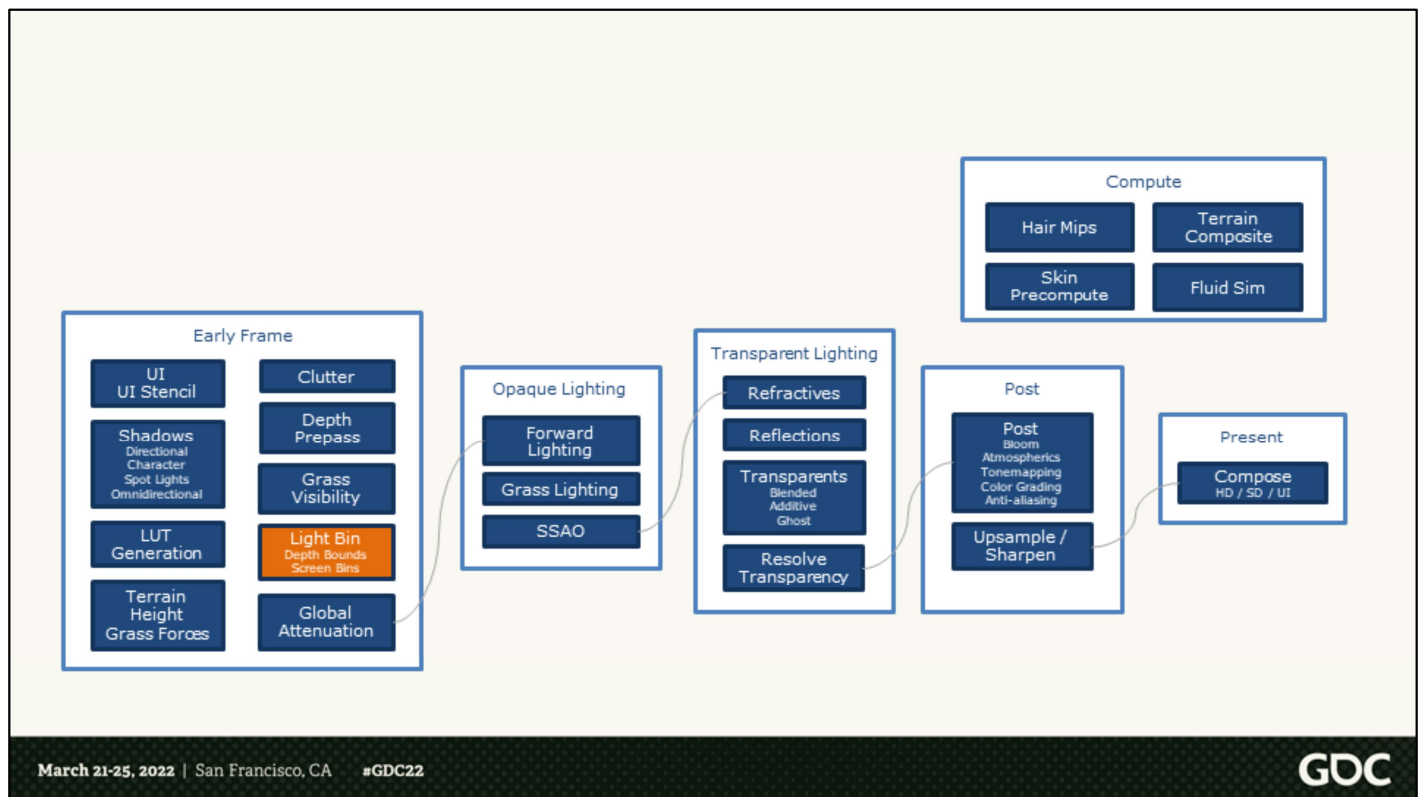 Compute
Hair Mips
Terrain
Composite
Skin
Precompute
Fluid Sim
Early Frame
UI
UI Stencil
Shadows
Directional
Character
Spot Lights
Omnidirectional
LUT
Generation
Terrain
Height
Grass Forces
Clutter
Depth
Prepass
Grass
Visibility
Light Bin
Depth Bounds
Screen Bins
Global
Attenuation
Opaque Lighting
Forward
Lighting
Grass Lighting
SSAO
Transparent Lighting
Refractives
Reflections
Transparents
Blended
Additive
Ghost
Resolve
Transparency
Post
Post
Bloom
Atmospherics
Tonemapping
Color Grading
Anti-aliasing
Upsample /
Sharpen
Present
Compose
HD / SD / UI
March 21-25, 2022 | San Francisco, CA #GDC22
GDC